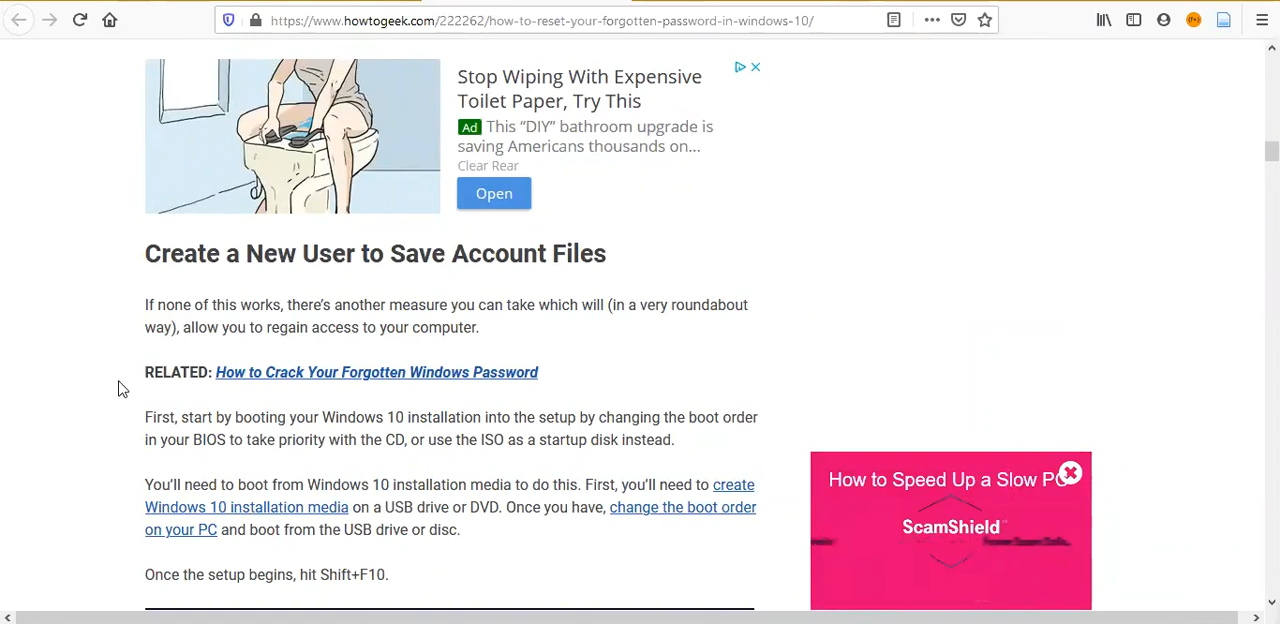 https://www.howtogeek.com/222262/how-to-reset-your-forgotten-password-in-windows-10/
Stop Wiping With Expensive
Toilet Paper, Try This
Ad This “DIY” bathroom upgrade is
saving Americans thousands on...
Clear Rear
Open
Create a New User to Save Account Files
If none of this works, there’s another measure you can take which will (in a very roundabout
way), allow you to regain access to your computer.
RELATED: How to Crack Your Forgotten Windows Password
First, start by booting your Windows 10 installation into the setup by changing the boot order
in your BIOS to take priority with the CD, or use the ISO as a startup disk instead.
You’ll need to boot from Windows 10 installation media to do this. First, you’ll need to create
Windows 10 installation media on a USB drive or DVD. Once you have, change the boot order
on your PC and boot from the USB drive or disc.
Once the setup begins, hit Shift+F10.
How to Speed Up a Slow PC
ScamShield